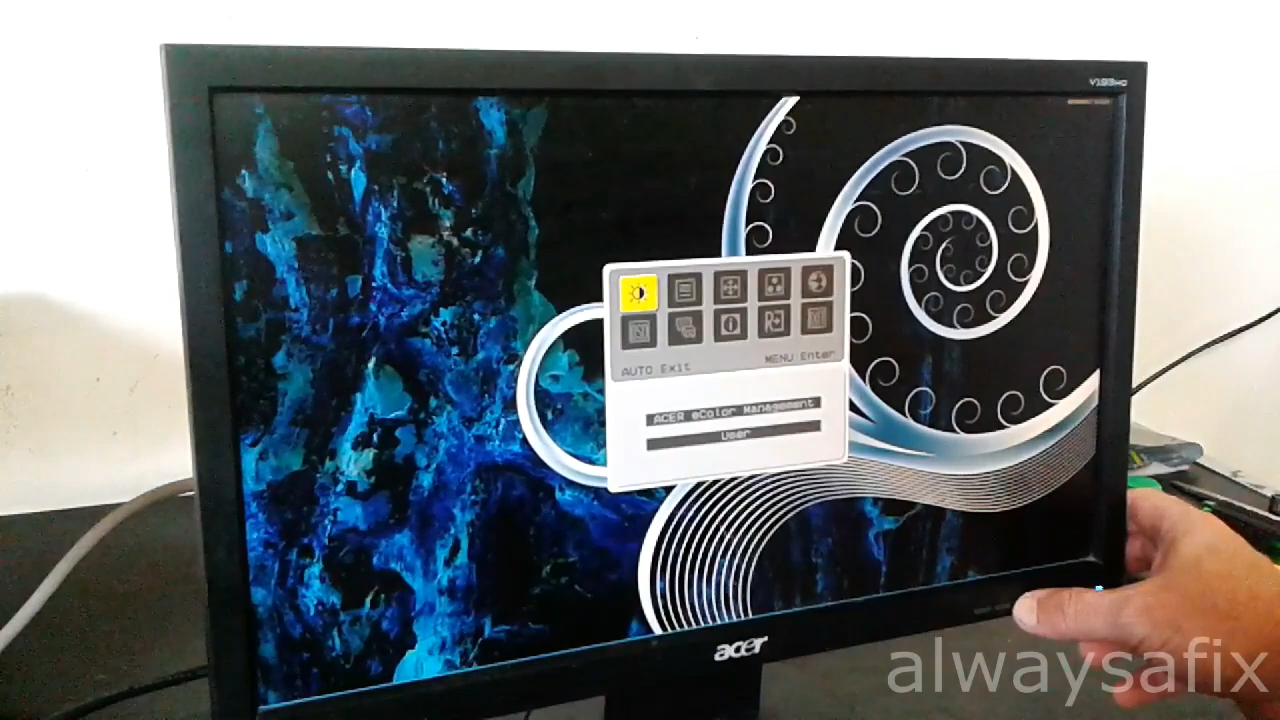 V193HQ
AUTO Exit
MENU Enter
ACER eColor Management
User
acer
alwaysafix